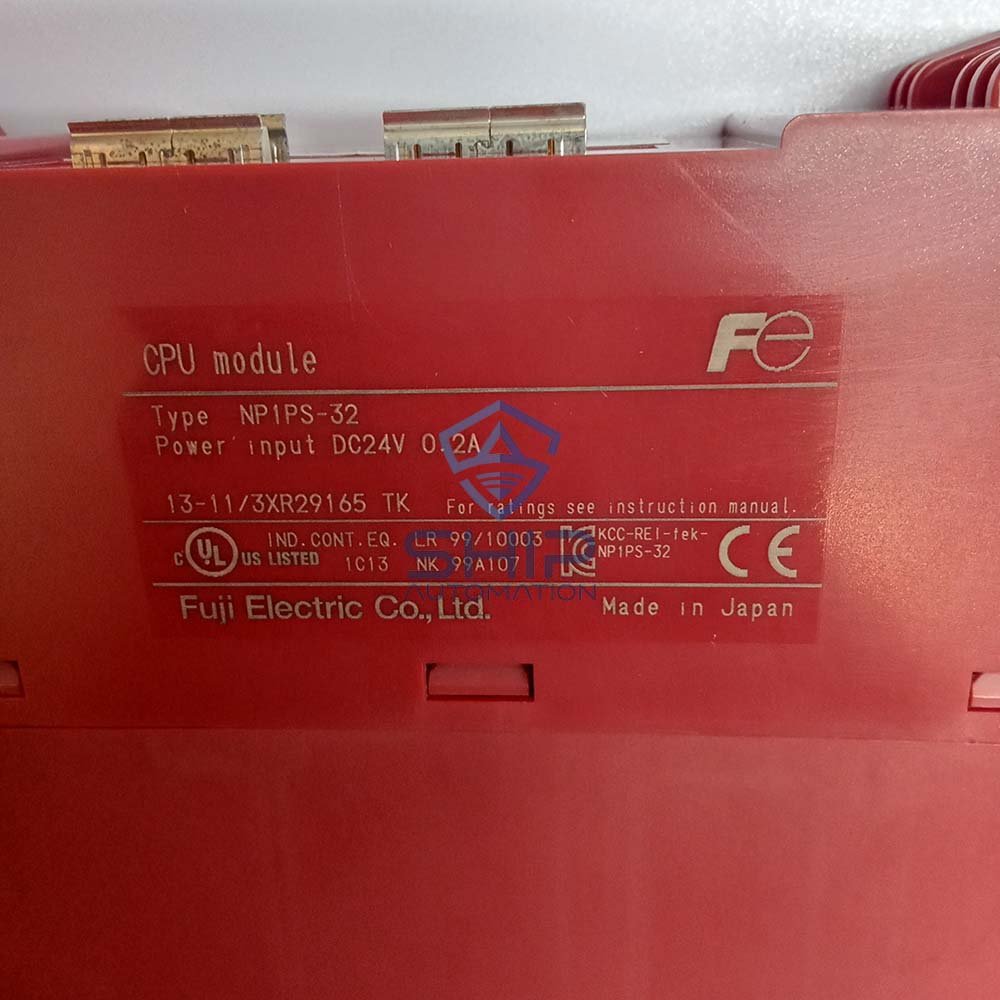 Fe
CPU module
Type NP1PS-32
Power input DC24V 0.2A
13-11/3XR29165 TK For ratings see instruction manual.
C UL US LISTED IND.CONT.EQ. LR 99/10003 KCC-REI-tek-
1C13 NK 99A107 NP1PS-32 CE
SHIP
AUTOMATION
Fuji Electric Co.,Ltd. Made in Japan